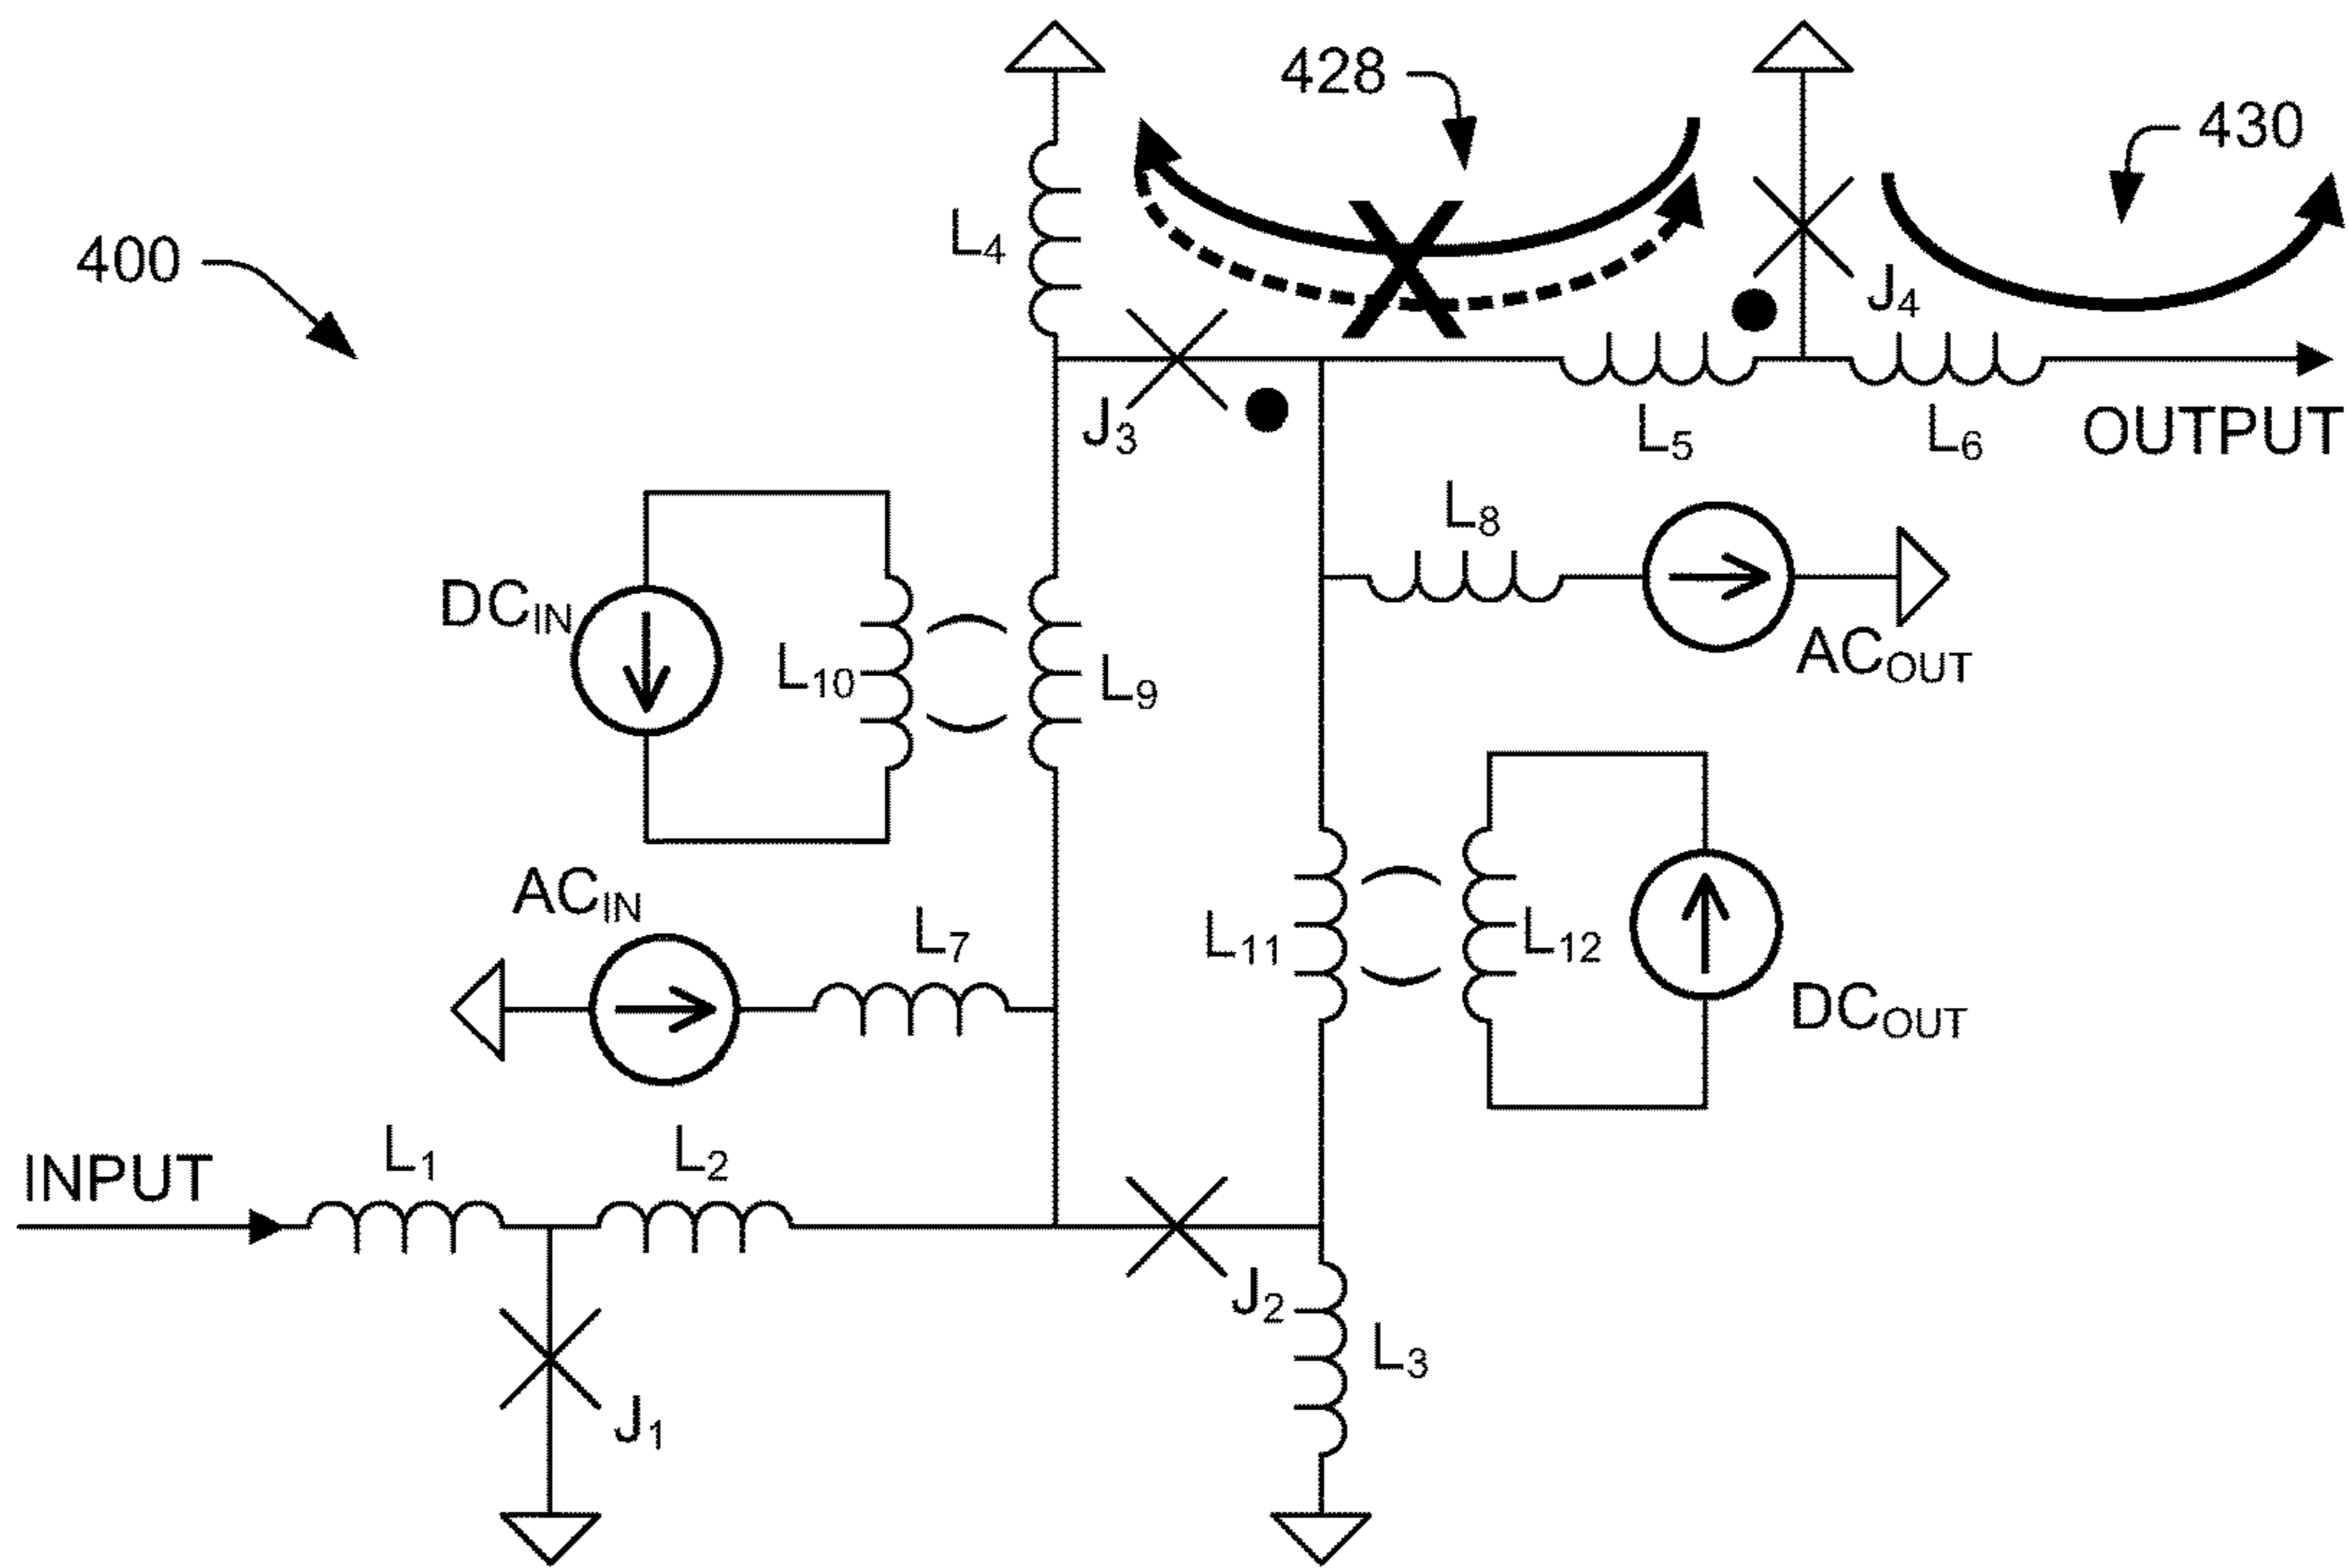 428
430
400
L4
J4
J3
L5
L6
OUTPUT
L8
DCIN
L10
L9
ACOUT
ACIN
L7
L11
L12
DCOUT
INPUT
L1
L2
J2
L3
J1